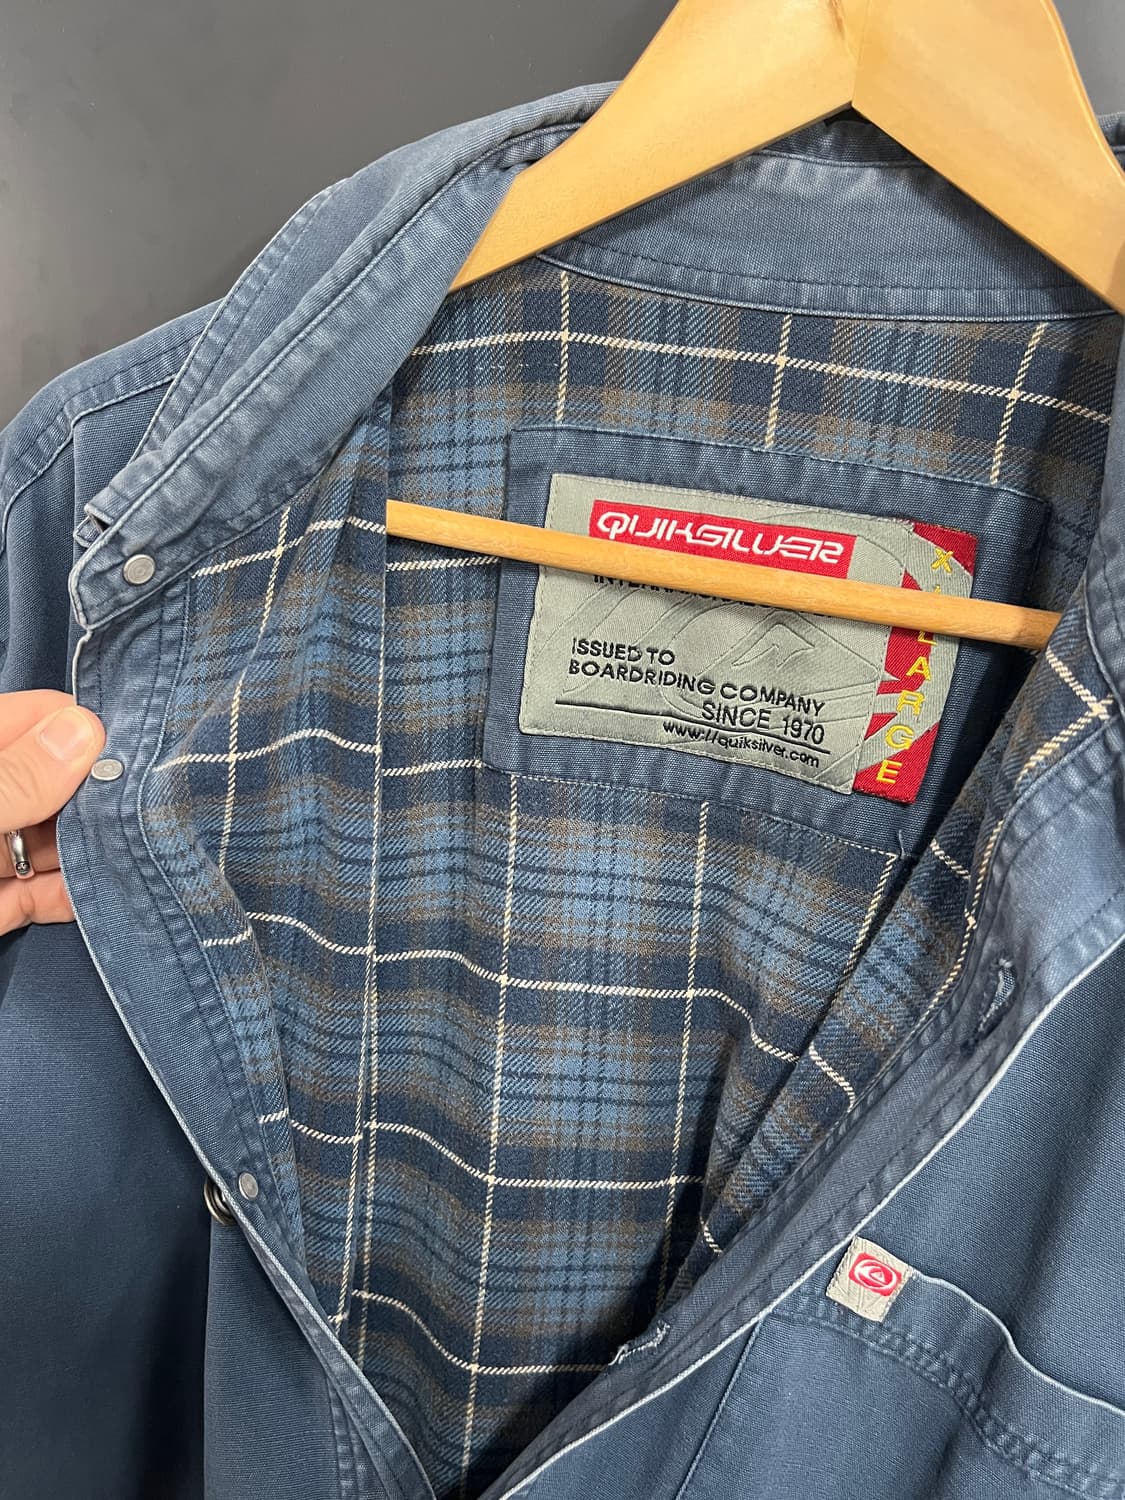 QUIKSILVER
ISSUED TO
BOARDRIDING COMPANY
SINCE 1970
www://quiksilver.com
X LARGE